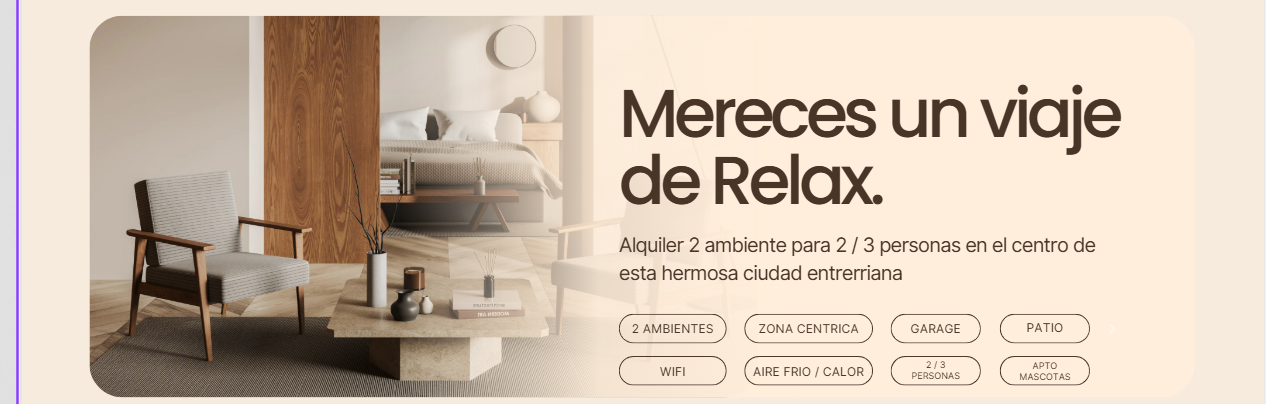 Mereces un viaje
de Relax.
Alquiler 2 ambiente para 2 / 3 personas en el centro de
esta hermosa ciudad entrerriana
2 AMBIENTES
ZONA CENTRICA
GARAGE
PATIO
WIFI
AIRE FRIO / CALOR
2 / 3
PERSONAS
APTO
MASCOTAS